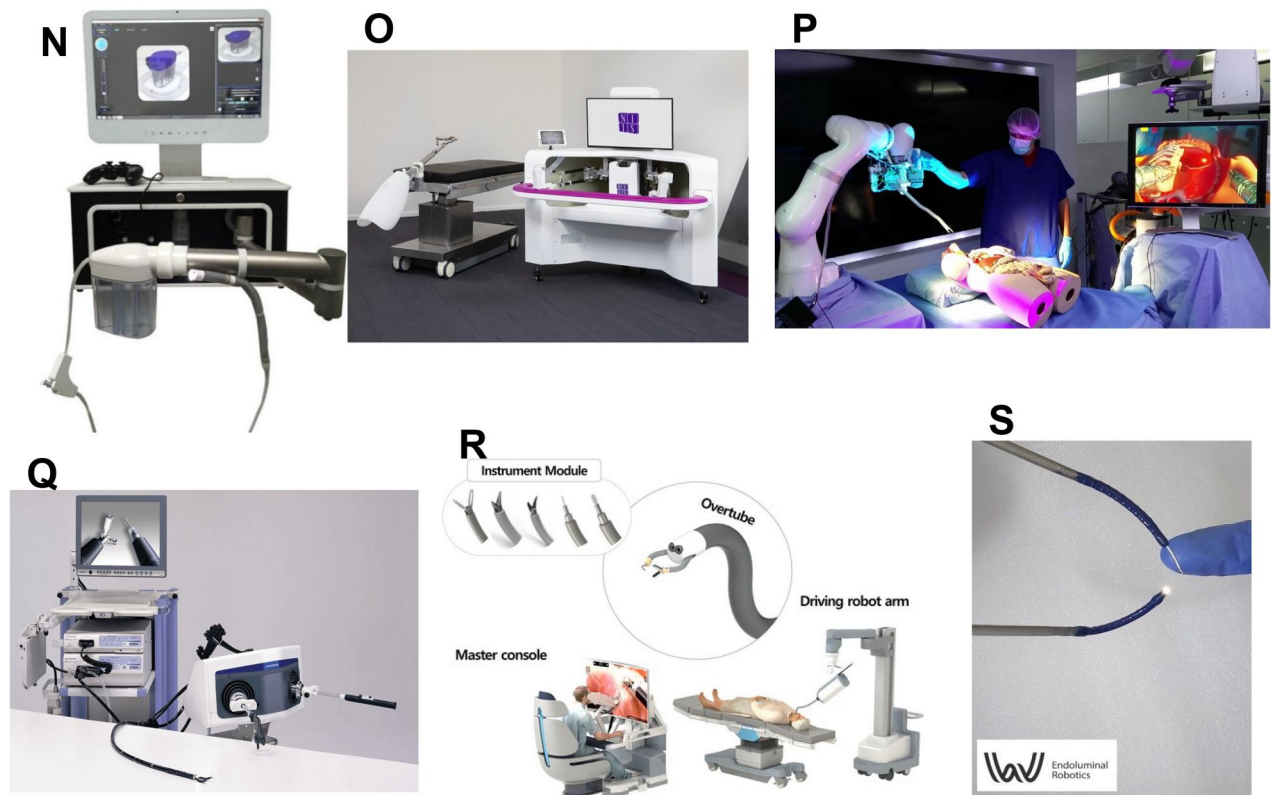 N
O
P
N I
I S
N I
I S
Q
R
S
Instrument Module
Overtube
Driving robot arm
Master console
Endoluminal
Robotics